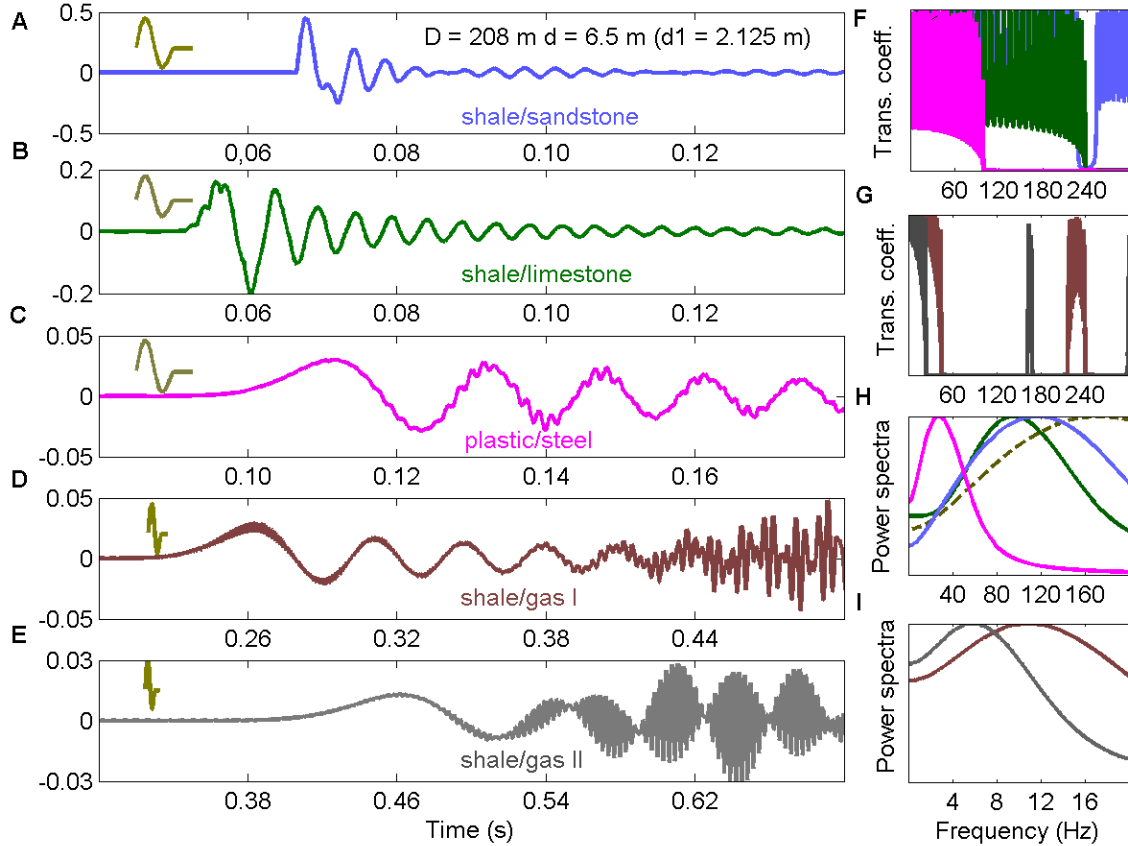 A
0.5
0
-0.5
D = 208 m d = 6.5 m (d1 = 2.125 m)
shale/sandstone
0,06
0.08
0.10
0.12
B
0.2
0
-0.2
shale/limestone
0.06
0.08
0.10
0.12
C
0.05
0
-0.05
plastic/steel
0.10
0.12
0.14
0.16
D
0.05
0
-0.05
shale/gas I
0.26
0.32
0.38
0.44
E
0.03
0
-0.03
shale/gas II
0.38
0.46
0.54
0.62
Time (s)
F
Trans. coeff.
60
120
180
240
G
Trans. coeff.
60
120
180
240
H
Power spectra
40
80
120
160
I
Power spectra
4
8
12
16
Frequency (Hz)